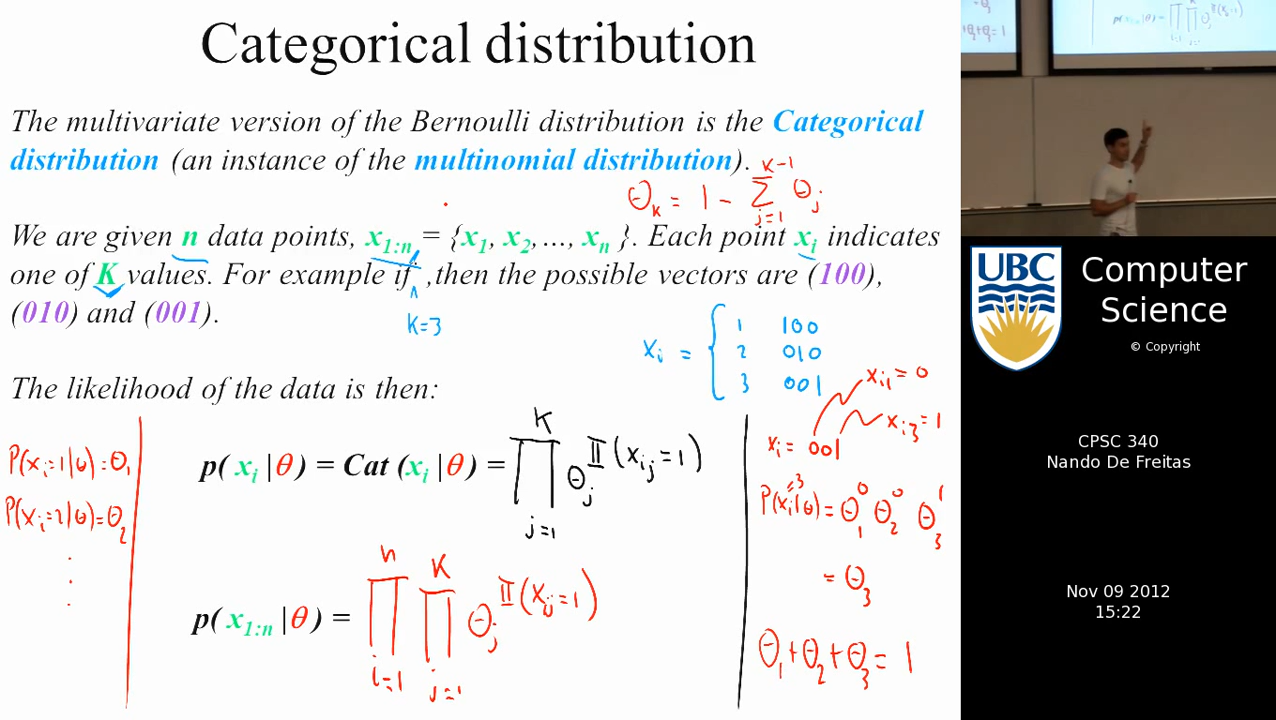 Categorical distribution
The multivariate version of the Bernoulli distribution is the Categorical
distribution (an instance of the multinomial distribution).
θ_k = 1 - Σ_{j=1}^{K-1} θ_j
We are given n data points, x_{1:n} = {x_1, x_2,…, x_n }. Each point x_i indicates
one of K values. For example if ,then the possible vectors are (100),
(010) and (001).
k=3
x_i = { 1 100
2 010
3 001
The likelihood of the data is then:
P(x_i=1|θ)=θ_1
P(x_i=2|θ)=θ_2
p( x_i |θ ) = Cat (x_i |θ ) = ∏_{j=1}^{K} θ_j^{𝕀(x_{ij}=1)}
p( x_{1:n} |θ ) = ∏_{i=1}^{n} ∏_{j=1}^{K} θ_j^{𝕀(x_{ij}=1)}
x_{i1} = 0
x_{i3} = 1
x_i = 001
P(x_i=3|θ)= θ_1^0 θ_2^0 θ_3^1
= θ_3
θ_1+θ_2+θ_3 = 1
UBC
Computer
Science
© Copyright
CPSC 340
Nando De Freitas
Nov 09 2012
15:22